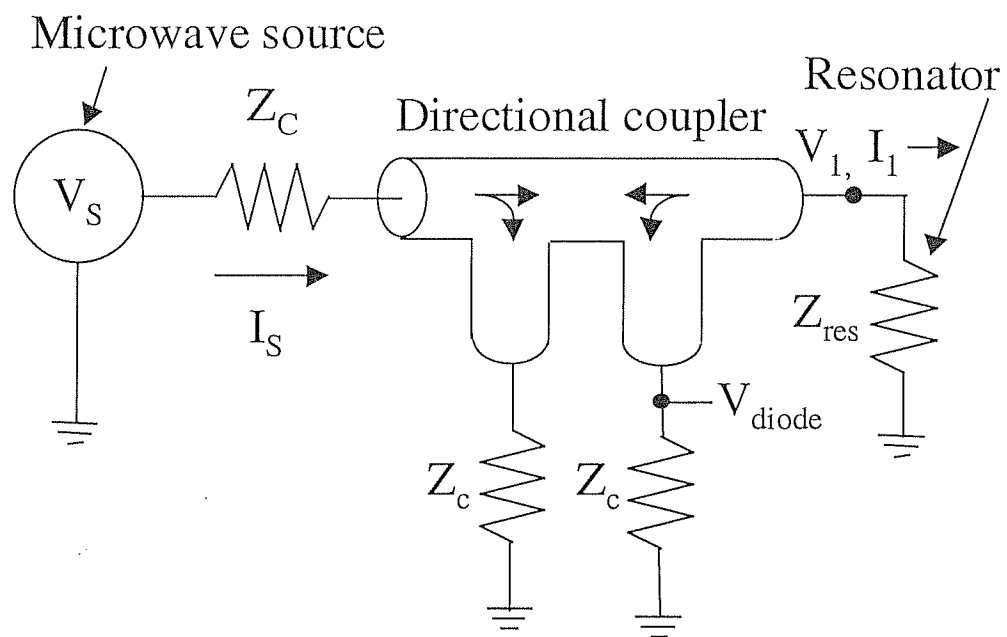 Microwave source
Resonator
Z_C
Directional coupler
V_1, I_1
V_S
I_S
Z_res
V_diode
Z_c
Z_c